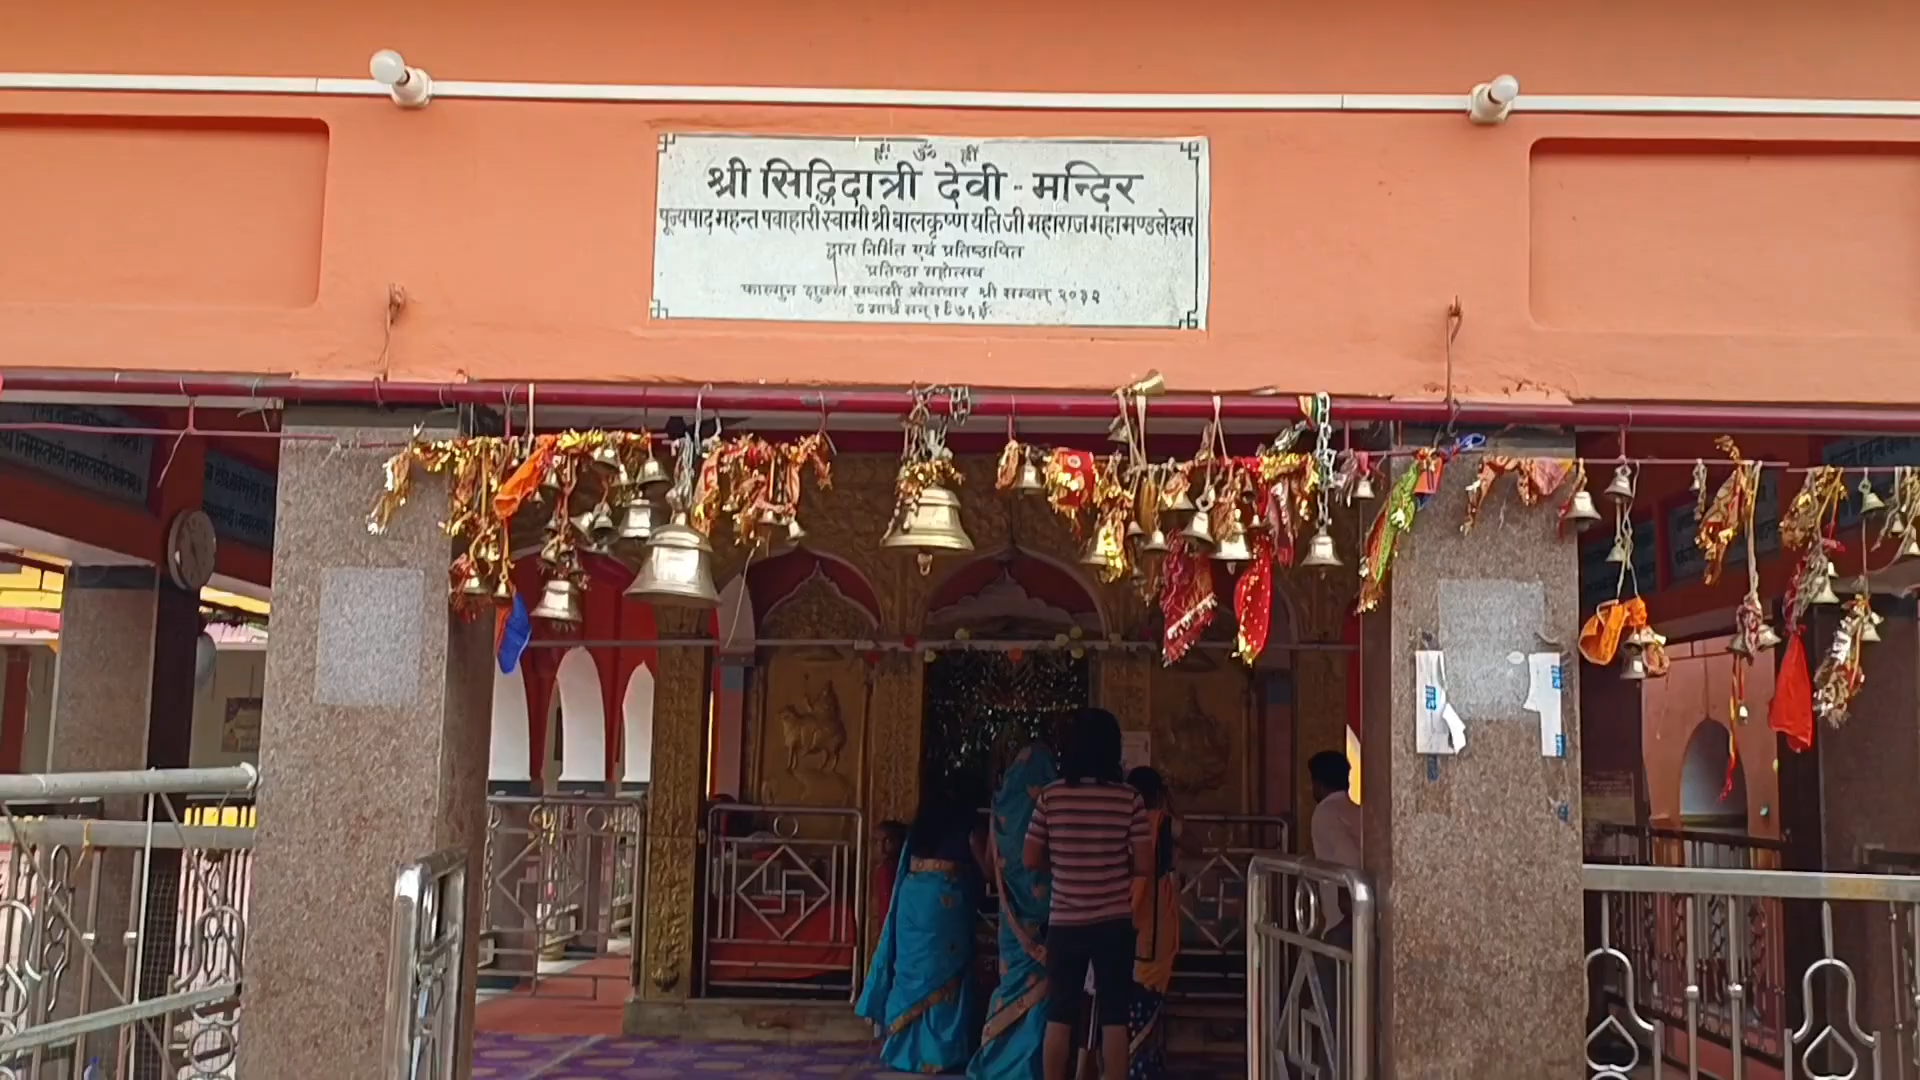 ह्रीं ॐ ह्रीं
श्री सिद्धिदात्री देवी - मन्दिर
पूज्यपाद महन्त पवाहारी स्वामी श्री बालकृष्ण यति जी महाराज महामण्डलेश्वर
द्वारा निर्मित एवं प्रतिष्ठापित
प्रतिष्ठा महोत्सव
फाल्गुन शुक्ल सप्तमी सोमवार श्री सम्वत् २०३२
८ मार्च सन् १९७६ ई.